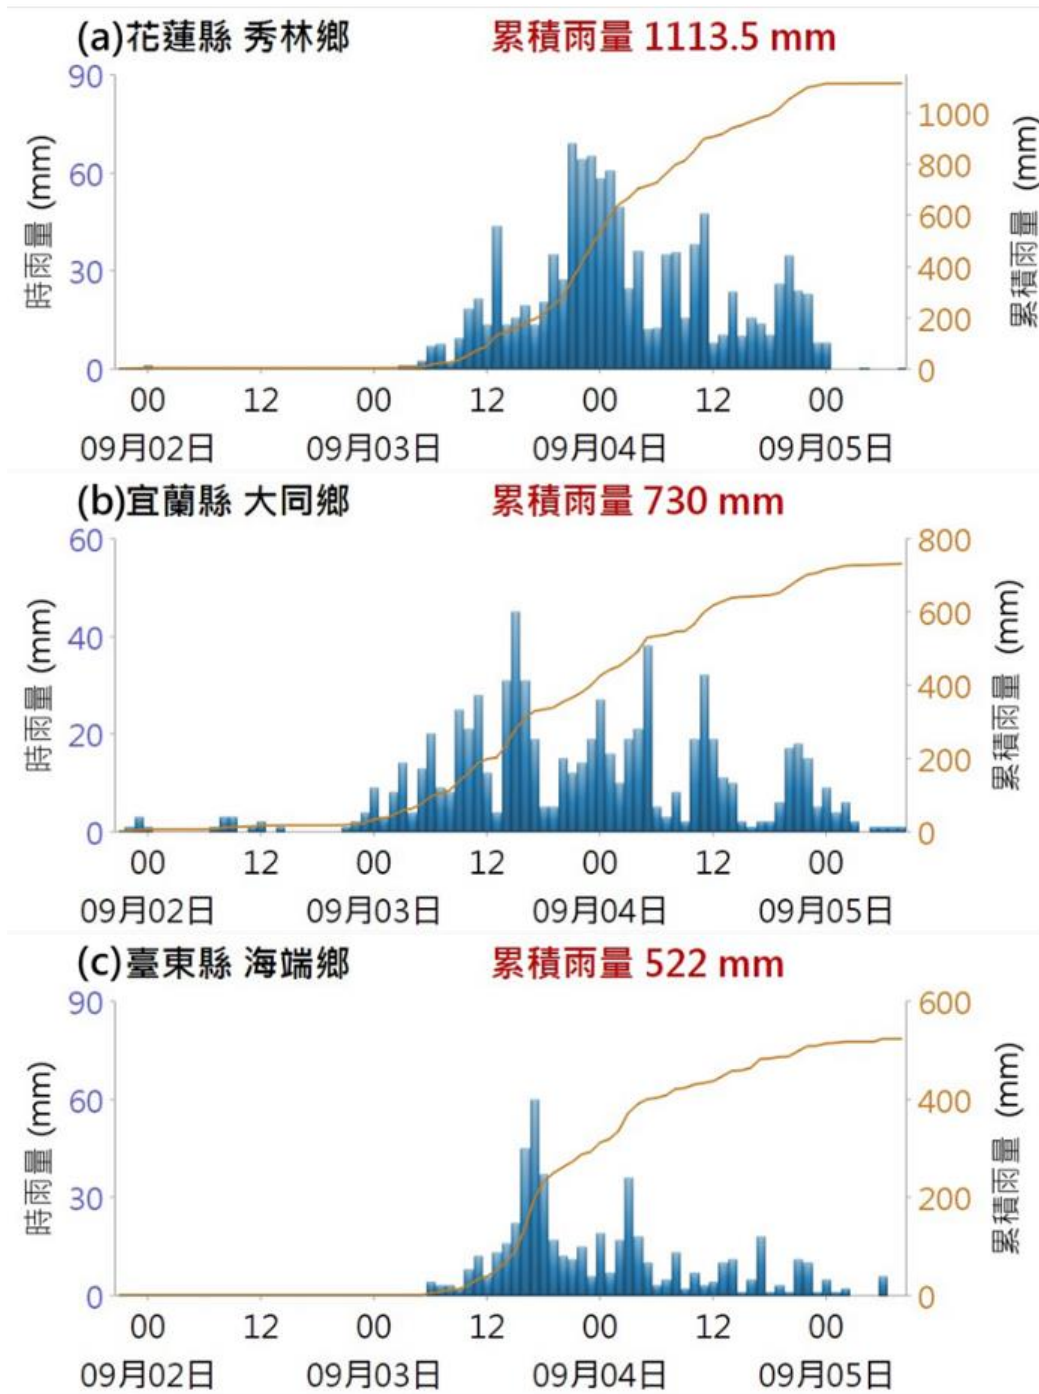 (a)花蓮縣 秀林鄉 累積雨量 1113.5 mm
時雨量 (mm)
90
60
30
0
累積雨量 (mm)
1000
800
600
400
200
0
00 12 00 12 00 12 00
09月02日 09月03日 09月04日 09月05日
(b)宜蘭縣 大同鄉 累積雨量 730 mm
時雨量 (mm)
60
40
20
0
累積雨量 (mm)
800
600
400
200
0
00 12 00 12 00 12 00
09月02日 09月03日 09月04日 09月05日
(c)臺東縣 海端鄉 累積雨量 522 mm
時雨量 (mm)
90
60
30
0
累積雨量 (mm)
600
400
200
0
00 12 00 12 00 12 00
09月02日 09月03日 09月04日 09月05日